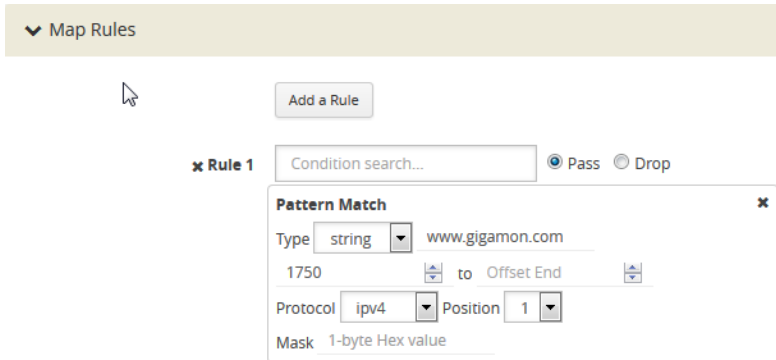 Map Rules
Add a Rule
Rule 1 Condition search... Pass Drop
Pattern Match
Type string www.gigamon.com
1750 to Offset End
Protocol ipv4 Position 1
Mask 1-byte Hex value